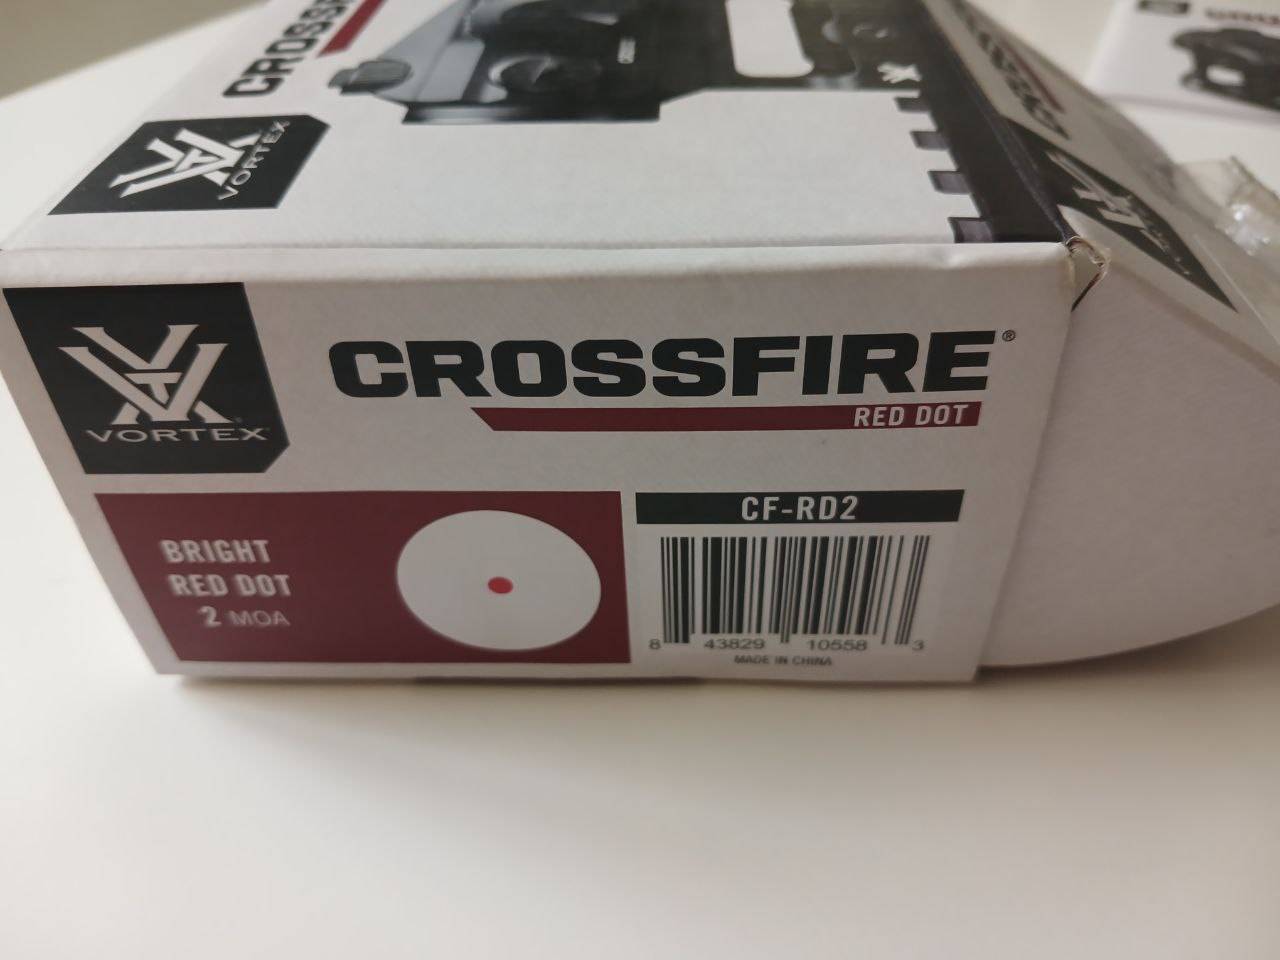 CROSSF
VORTEX
VORTEX
CROSSFIRE®
RED DOT
BRIGHT
RED DOT
2 MOA
CF-RD2
8 43829 10558 3
MADE IN CHINA